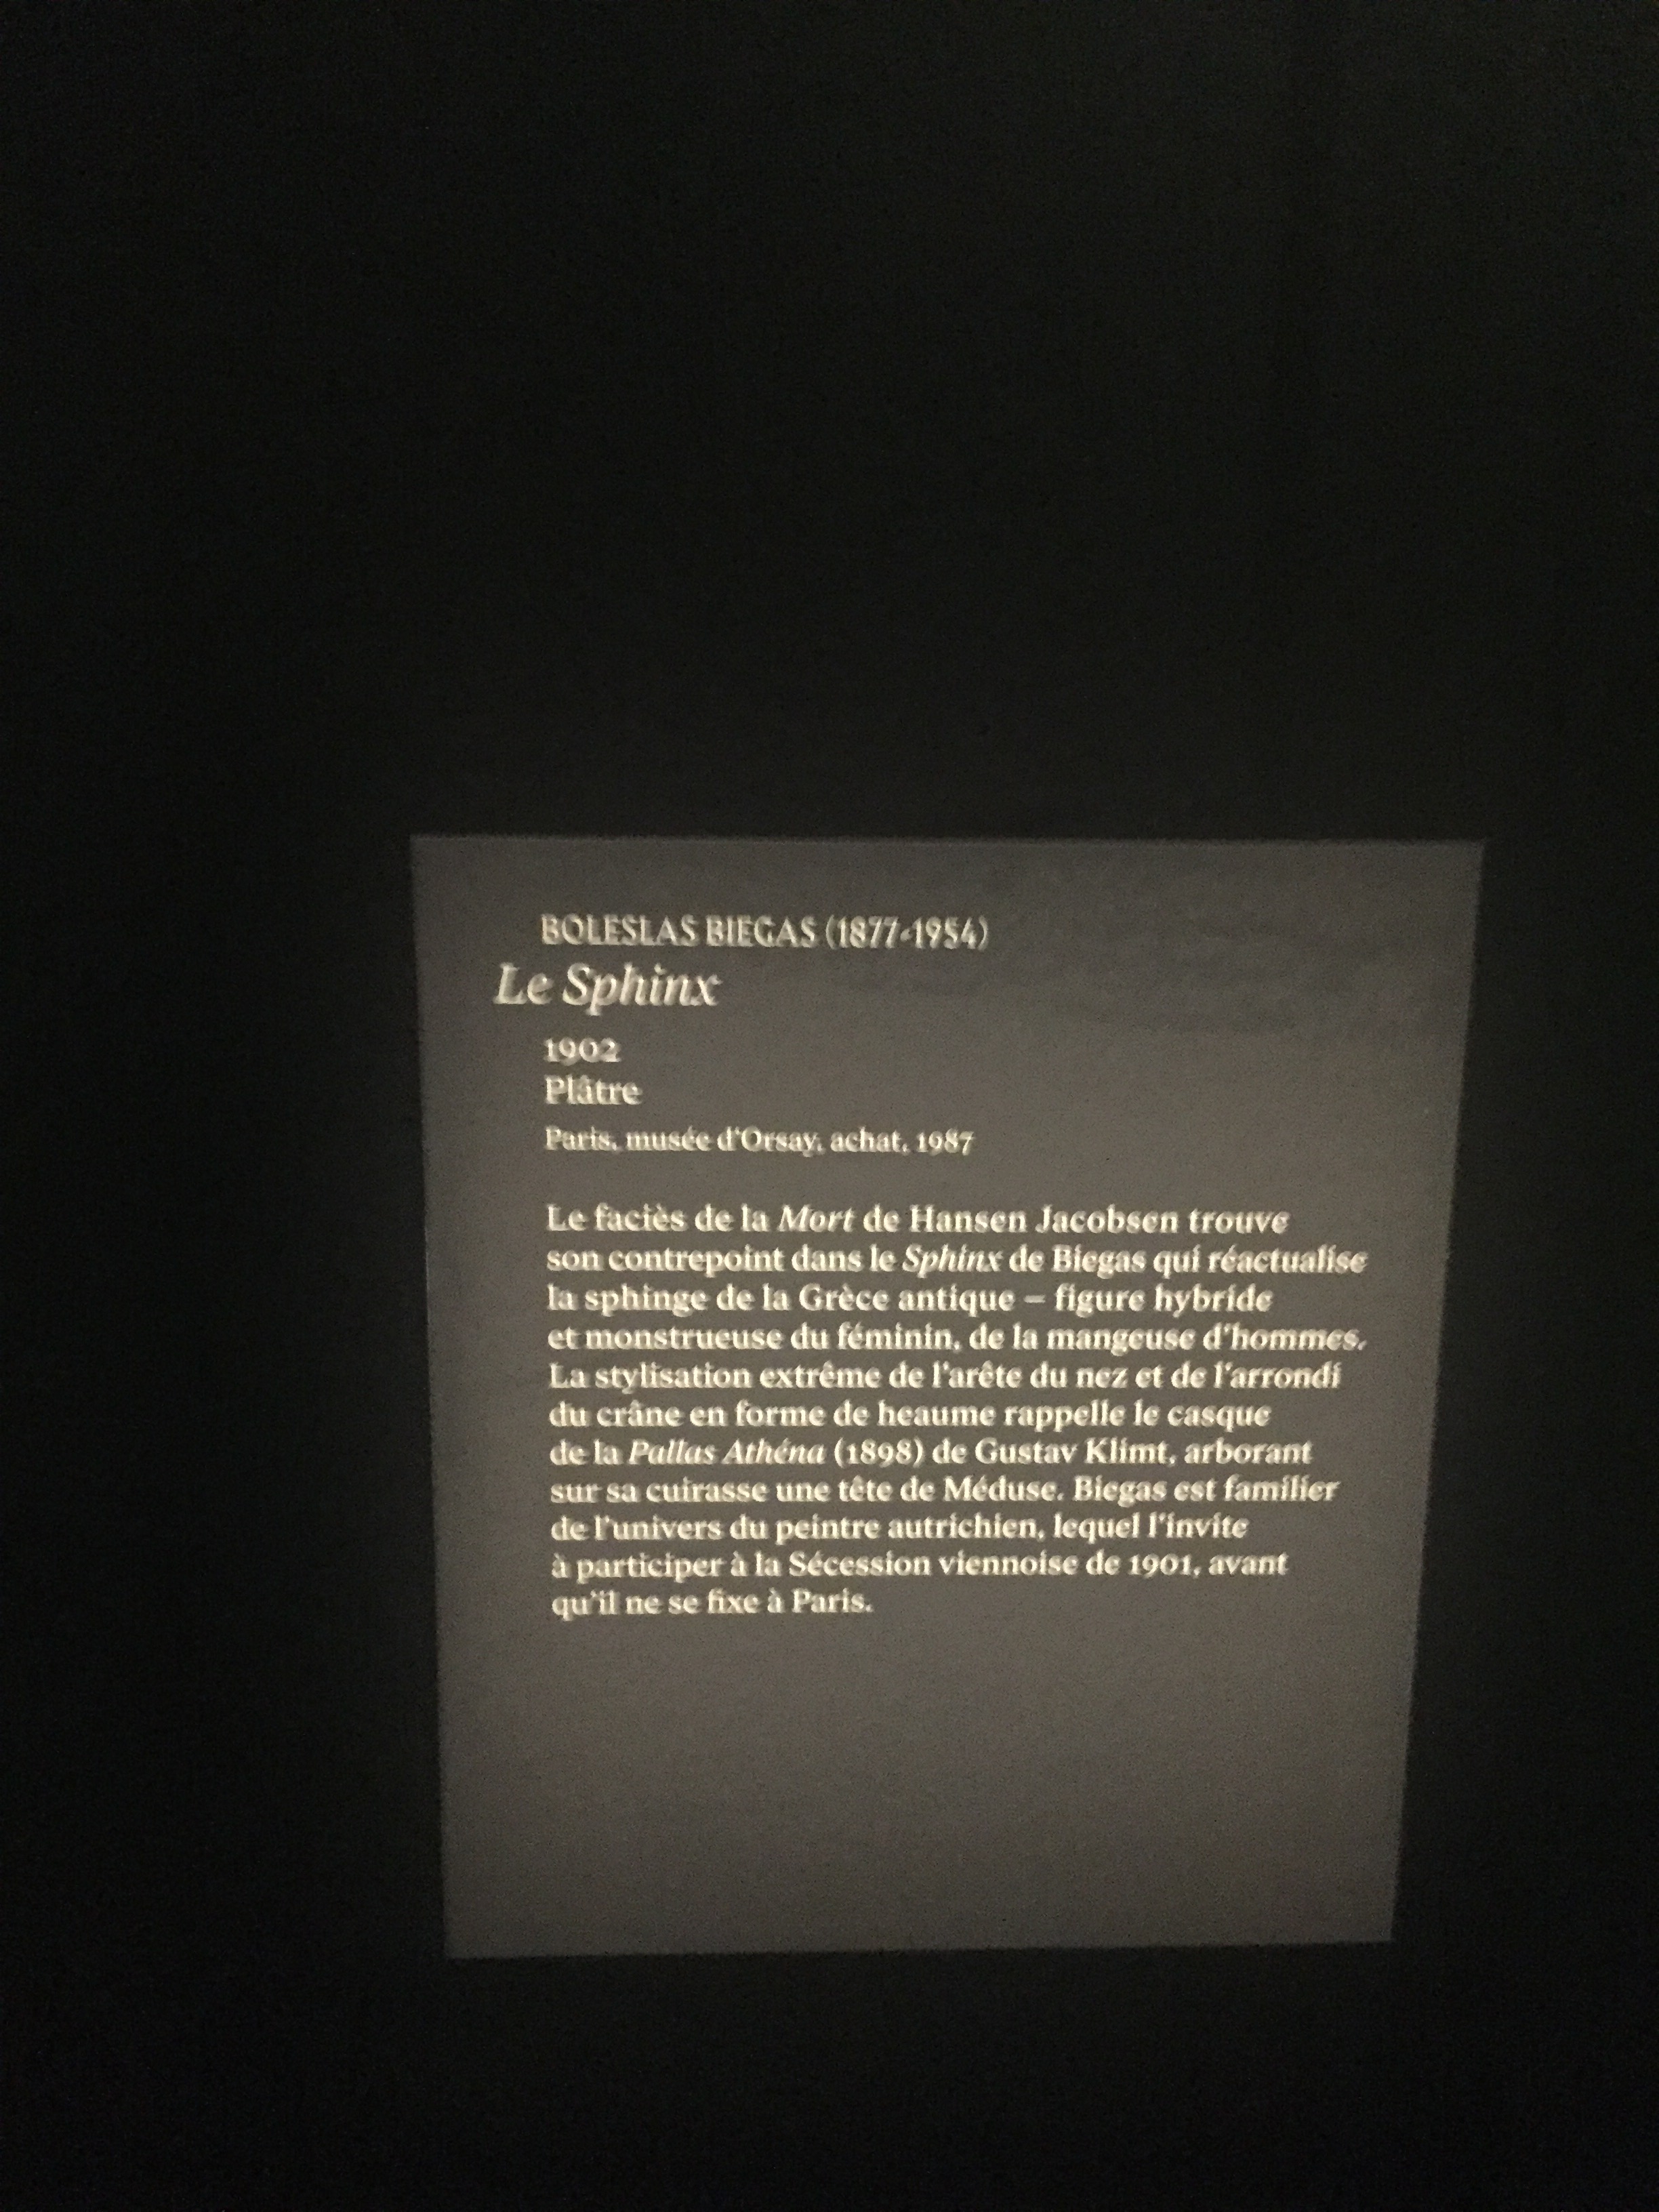 BOLESLAS BIEGAS (1877-1954)
Le Sphinx
1902
Plâtre
Paris, musée d'Orsay, achat, 1987
Le faciès de la Mort de Hansen Jacobsen trouve
son contrepoint dans le Sphinx de Biegas qui réactualise
la sphinge de la Grèce antique – figure hybride
et monstrueuse du féminin, de la mangeuse d'hommes.
La stylisation extrême de l'arête du nez et de l'arrondi
du crâne en forme de heaume rappelle le casque
de la Pallas Athéna (1898) de Gustav Klimt, arborant
sur sa cuirasse une tête de Méduse. Biegas est familier
de l'univers du peintre autrichien, lequel l'invite
à participer à la Sécession viennoise de 1901, avant
qu'il ne se fixe à Paris.